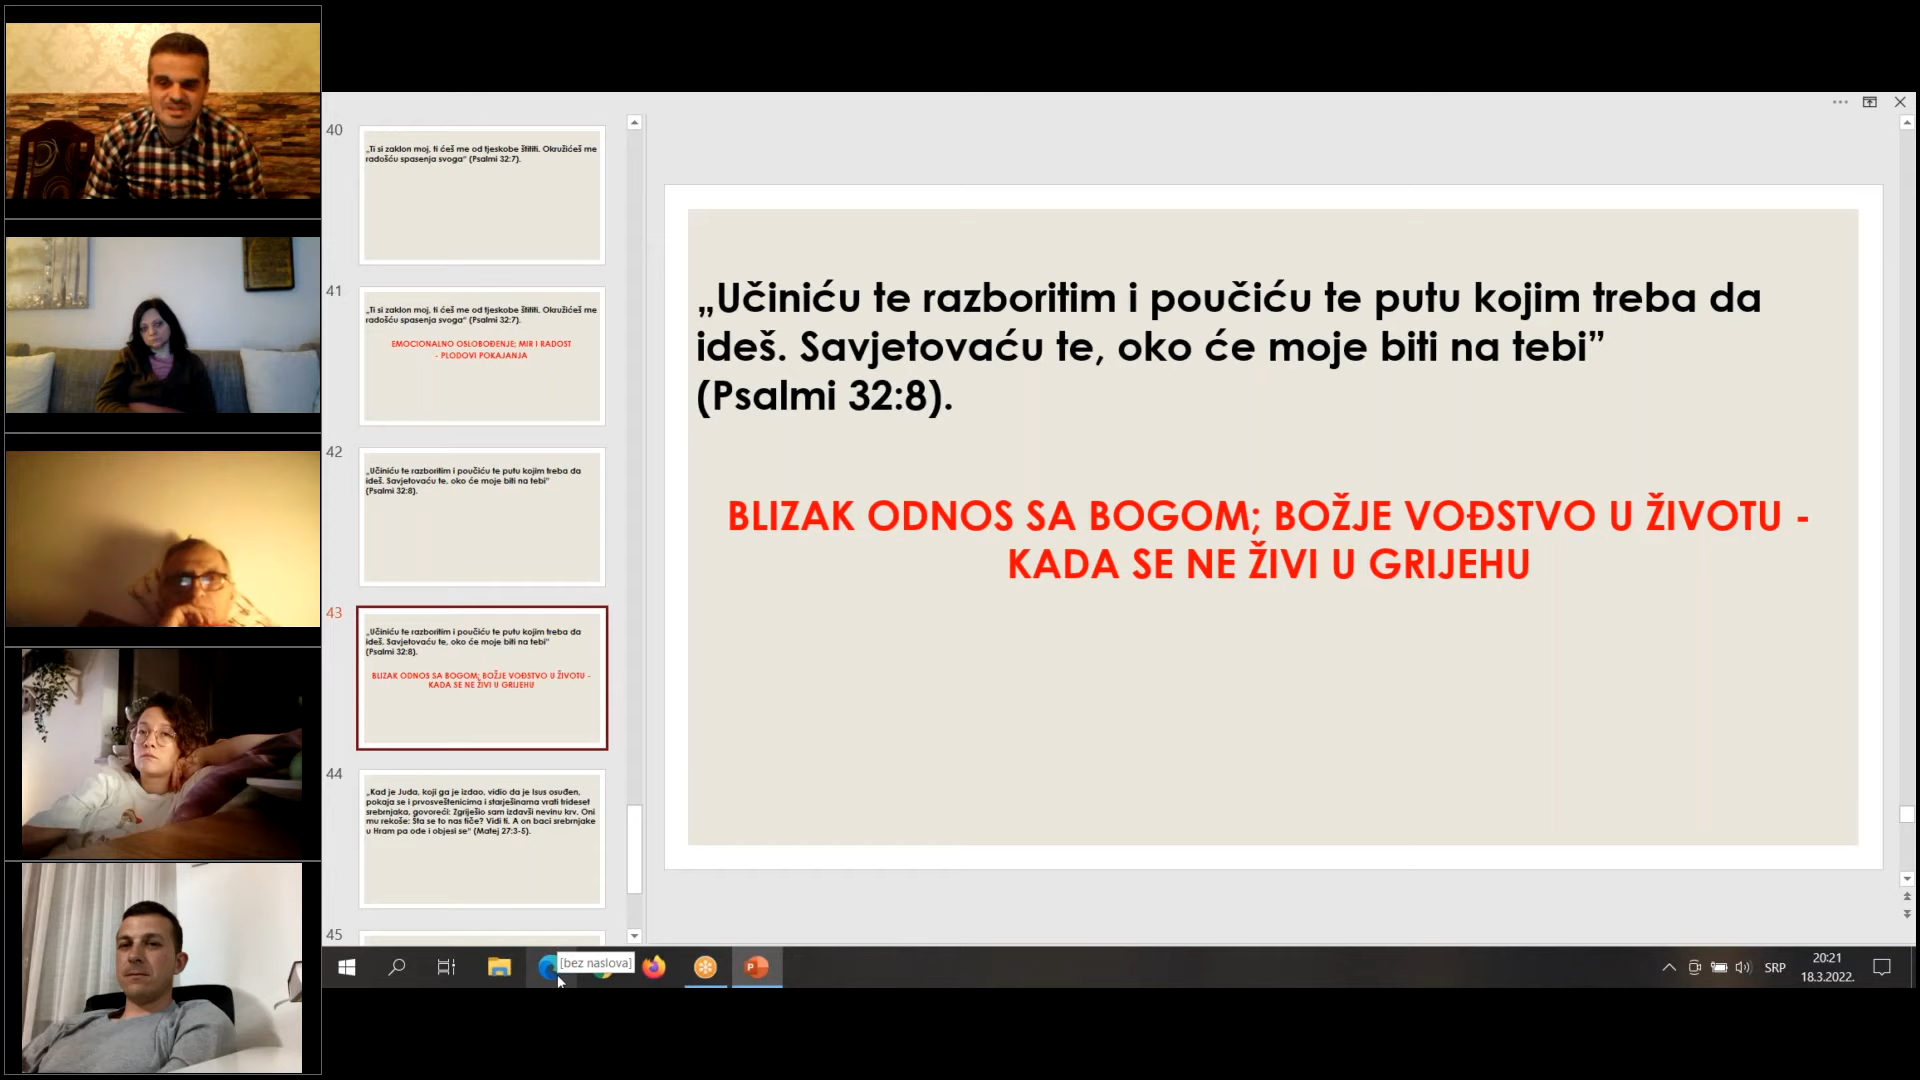 40
„Ti si zaklon moj, ti ćeš me od tjeskobe štititi. Okružićeš me
radošću spasenja svoga“ (Psalmi 32:7).
41
„Ti si zaklon moj, ti ćeš me od tjeskobe štititi. Okružićeš me
radošću spasenja svoga“ (Psalmi 32:7).
EMOCIONALNO OSLOBOĐENJE; MIR I RADOST
- PLODOVI POKAJANJA
42
„Učiniću te razboritim i poučiću te putu kojim treba da
ideš. Savjetovaću te, oko će moje biti na tebi”
(Psalmi 32:8).
43
„Učiniću te razboritim i poučiću te putu kojim treba da
ideš. Savjetovaću te, oko će moje biti na tebi”
(Psalmi 32:8).
BLIZAK ODNOS SA BOGOM; BOŽJE VOĐSTVO U ŽIVOTU -
KADA SE NE ŽIVI U GRIJEHU
44
„Kad je Juda, koji ga je izdao, vidio da je Isus osuđen,
pokaja se i prvosveštenicima i starješinama vrati trideset
srebrnjaka, govoreći: Zgriješio sam izdavši nevinu krv. Oni
mu rekoše: Šta se to nas tiče? Vidi ti. A on baci srebrnjake
u Hram pa ode i objesi se“ (Matej 27:3-5).
45
„Učiniću te razboritim i poučiću te putu kojim treba da
ideš. Savjetovaću te, oko će moje biti na tebi”
(Psalmi 32:8).
BLIZAK ODNOS SA BOGOM; BOŽJE VOĐSTVO U ŽIVOTU -
KADA SE NE ŽIVI U GRIJEHU
[bez naslova]
SRP
20:21
18.3.2022.